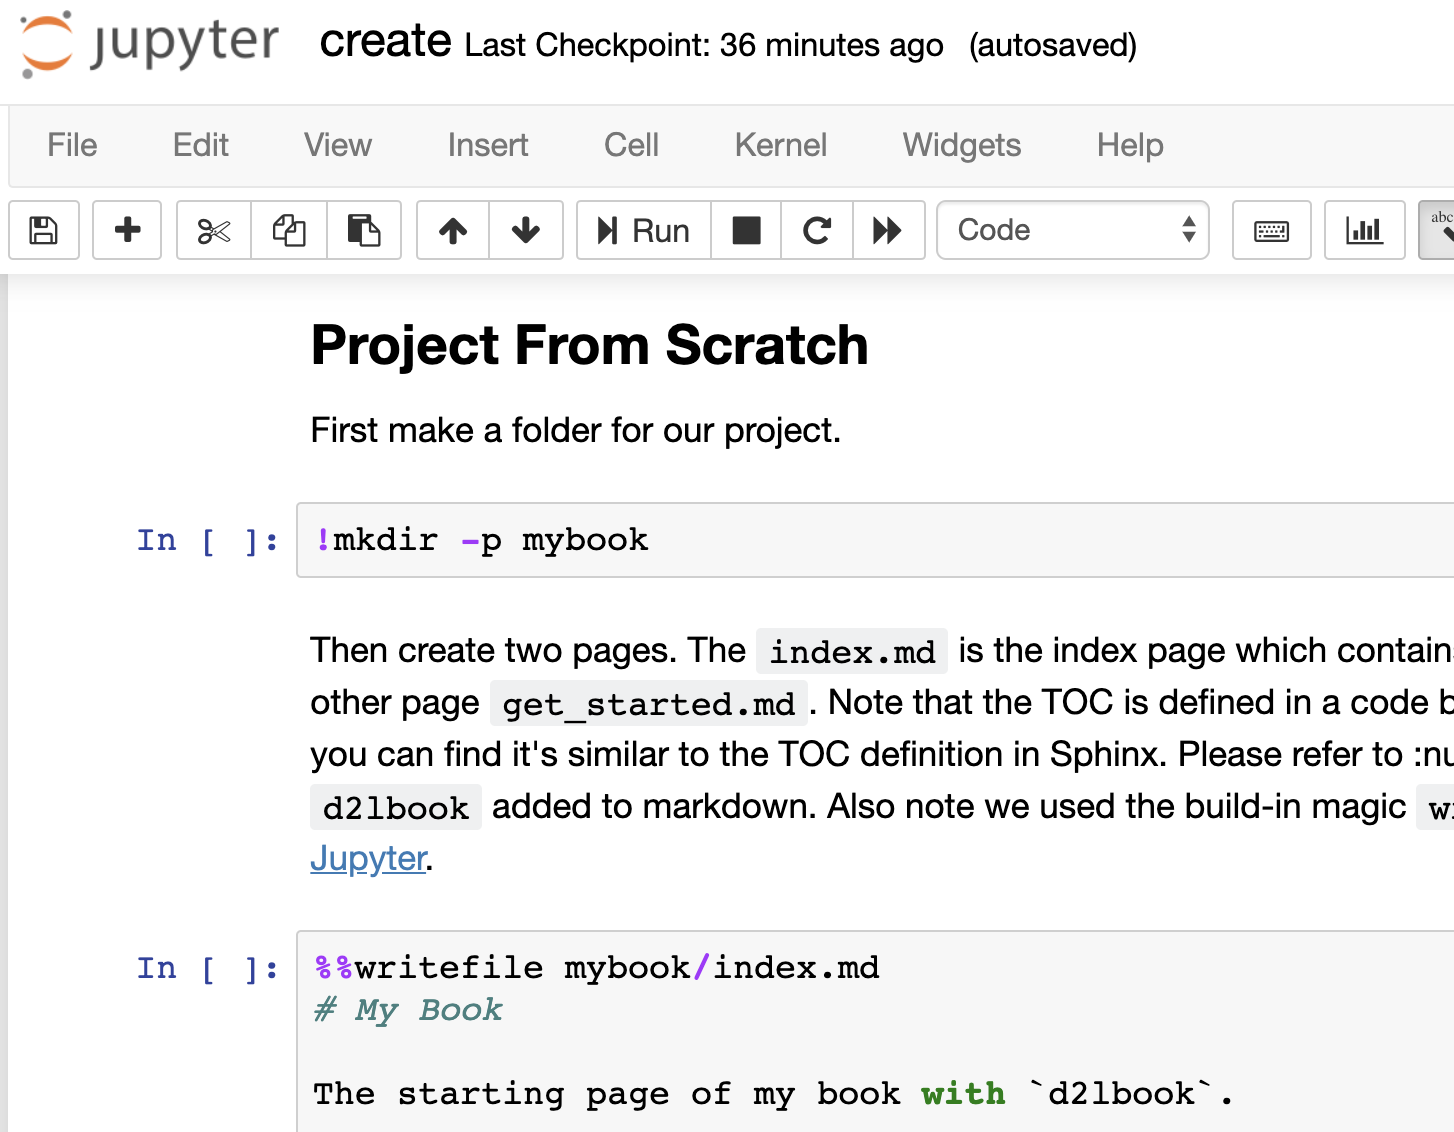 jupyter create Last Checkpoint: 36 minutes ago (autosaved)
File Edit View Insert Cell Kernel Widgets Help
Run Code abc
Project From Scratch
First make a folder for our project.
In [ ]: !mkdir -p mybook
Then create two pages. The index.md is the index page which contain
other page get_started.md. Note that the TOC is defined in a code
you can find it's similar to the TOC definition in Sphinx. Please refer to
d2lbook added to markdown. Also note we used the build-in magic
Jupyter.
In [ ]: %%writefile mybook/index.md
# My Book
The starting page of my book with `d2lbook`.